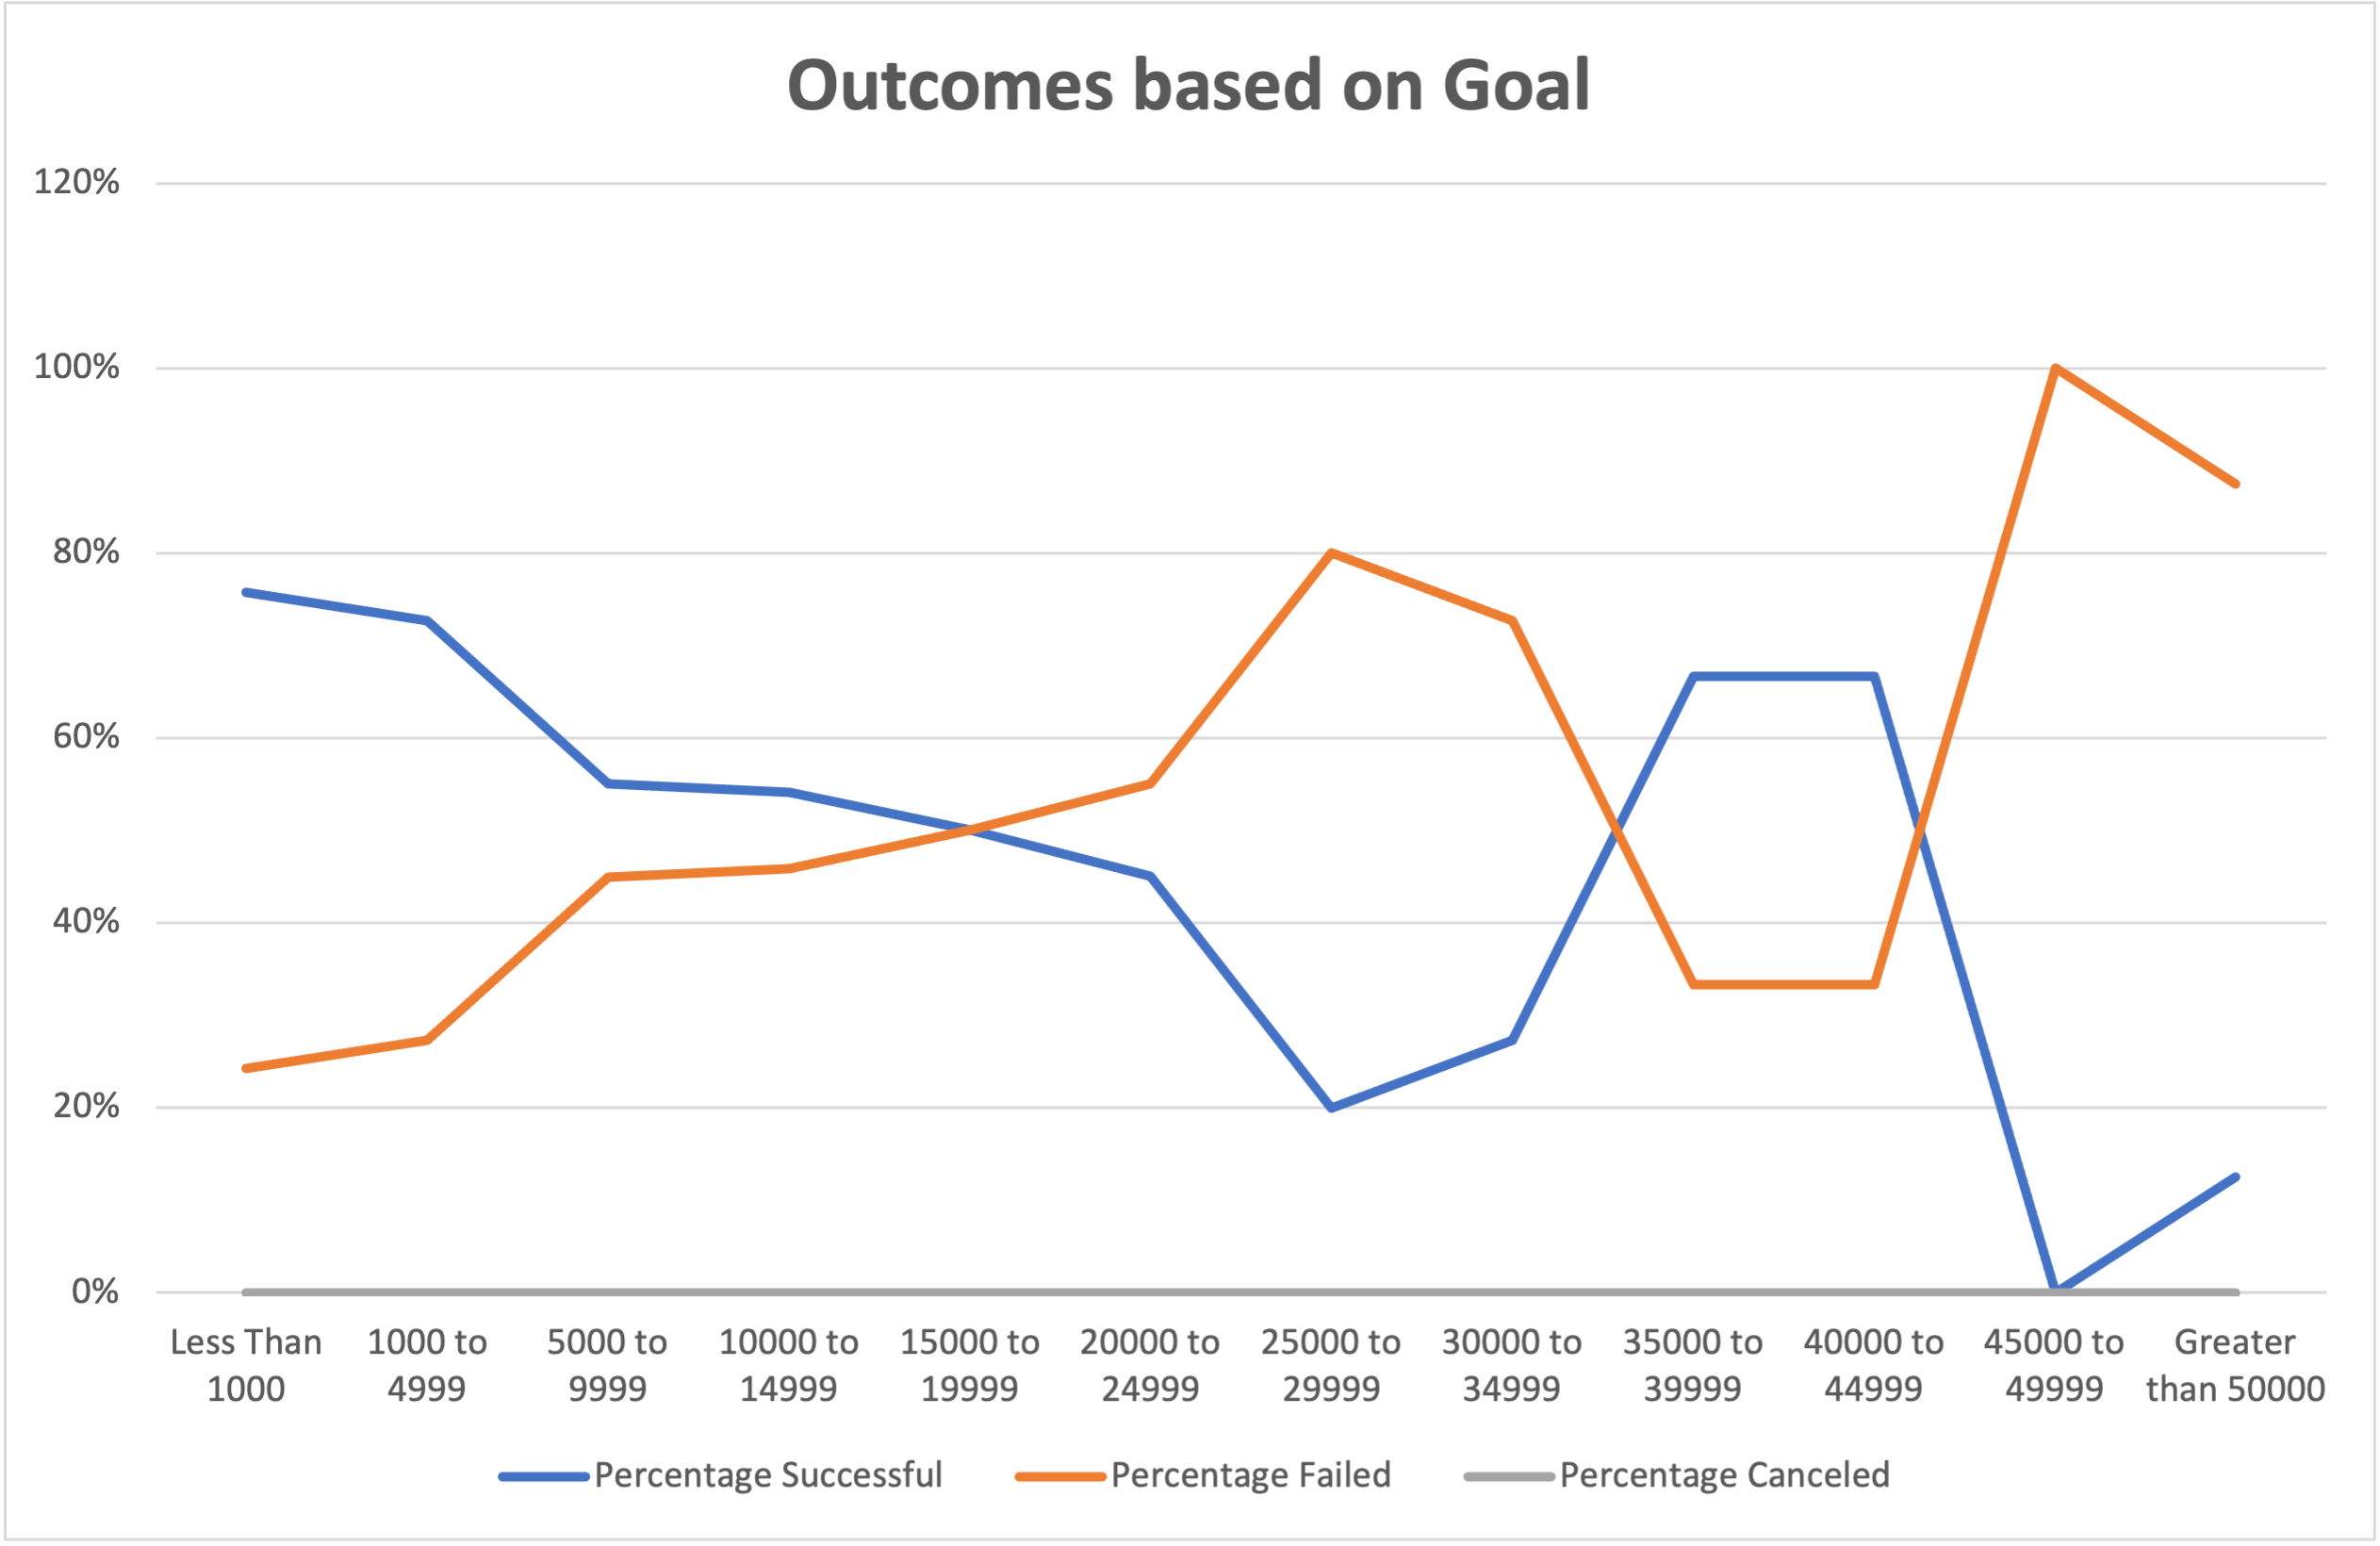 Outcomes based on Goal
120%
100%
80%
60%
40%
20%
0%
Less Than 1000 to 5000 to 10000 to 15000 to 20000 to 25000 to 30000 to 35000 to 40000 to 45000 to Greater
1000 4999 9999 14999 19999 24999 29999 34999 39999 44999 49999 than 50000
Percentage Successful Percentage Failed Percentage Canceled